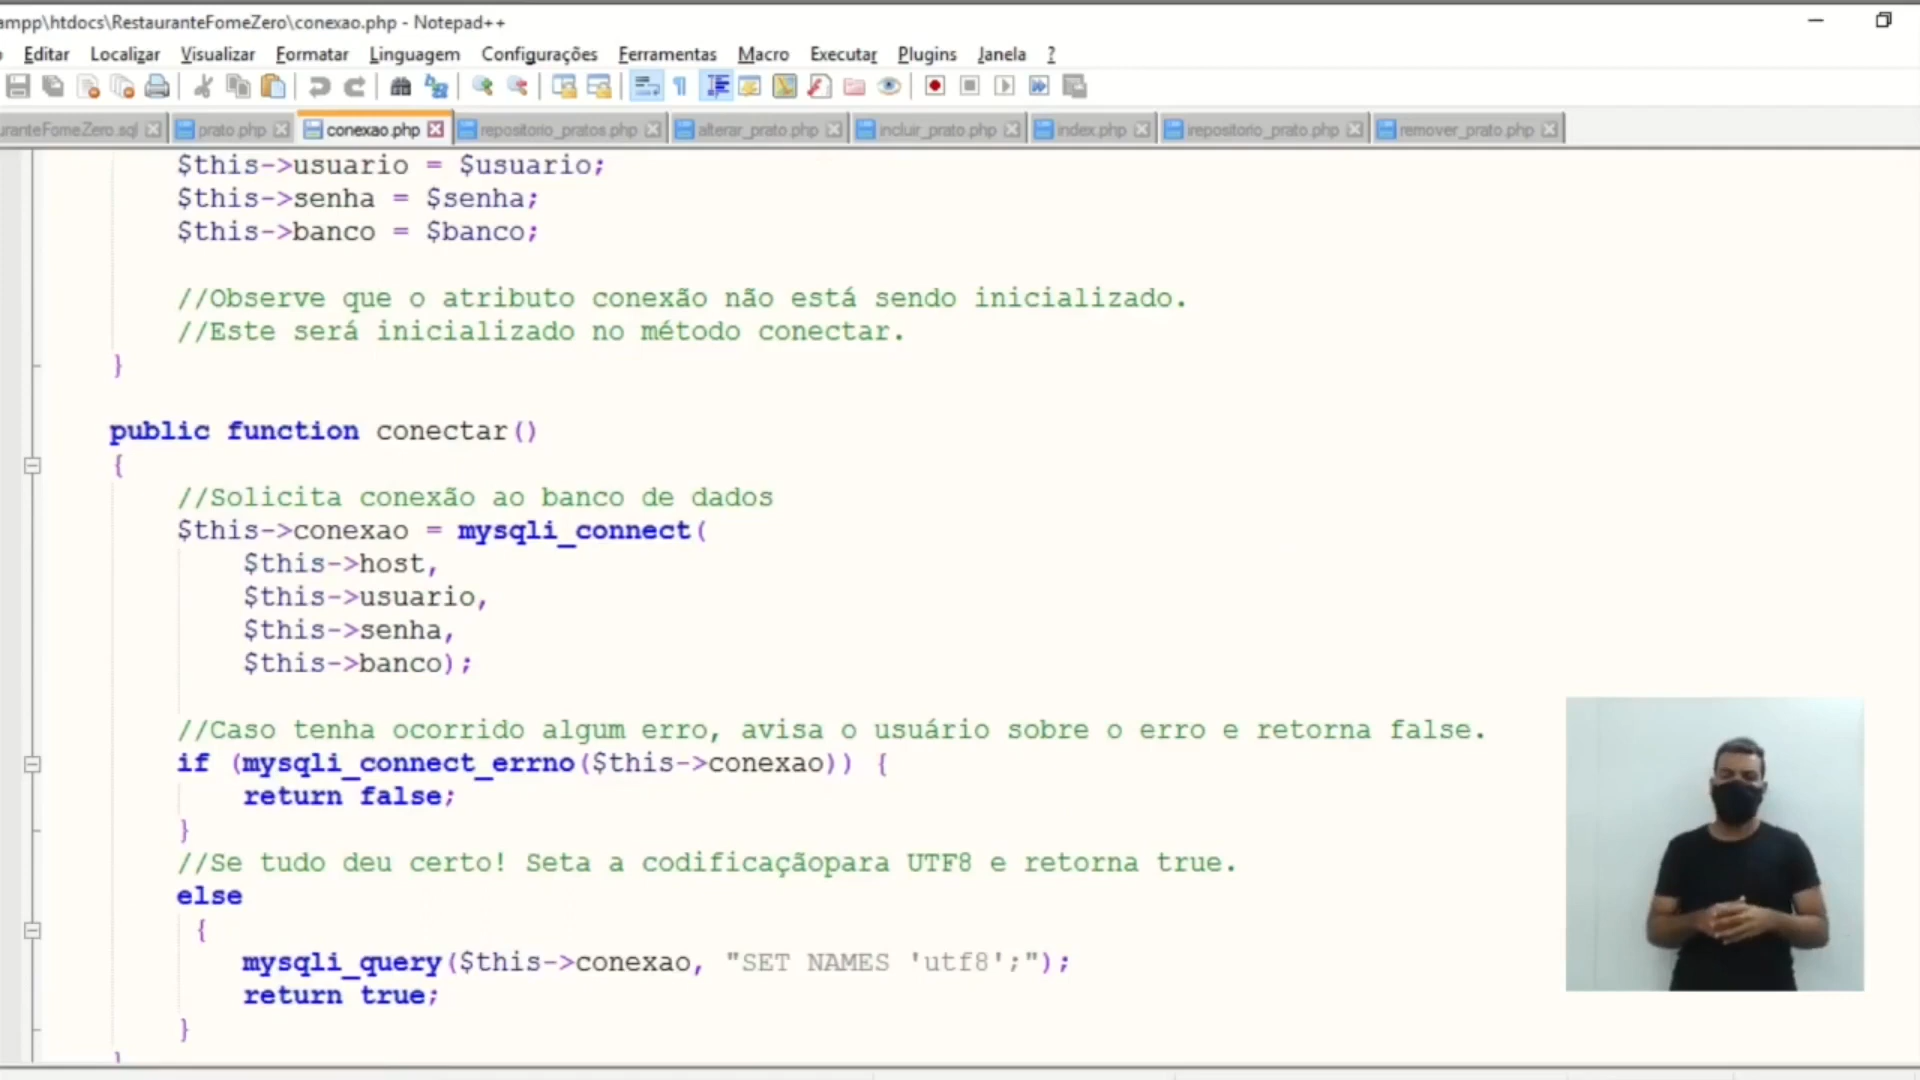 ampp\htdocs\RestauranteFomeZero\conexao.php - Notepad++
Editar Localizar Visualizar Formatar Linguagem Configurações Ferramentas Macro Executar Plugins Janela ?
uranteFomeZero.sql prato.php conexao.php repositorio_pratos.php alterar_prato.php incluir_prato.php index.php repositorio_prato.php remover_prato.php
$this->usuario = $usuario;
$this->senha = $senha;
$this->banco = $banco;
//Observe que o atributo conexão não está sendo inicializado.
//Este será inicializado no método conectar.
}
public function conectar()
{
//Solicita conexão ao banco de dados
$this->conexao = mysqli_connect(
$this->host,
$this->usuario,
$this->senha,
$this->banco);
//Caso tenha ocorrido algum erro, avisa o usuário sobre o erro e retorna false.
if (mysqli_connect_errno($this->conexao)) {
return false;
}
//Se tudo deu certo! Seta a codificaçãopara UTF8 e retorna true.
else
{
mysqli_query($this->conexao, "SET NAMES 'utf8';");
return true;
}